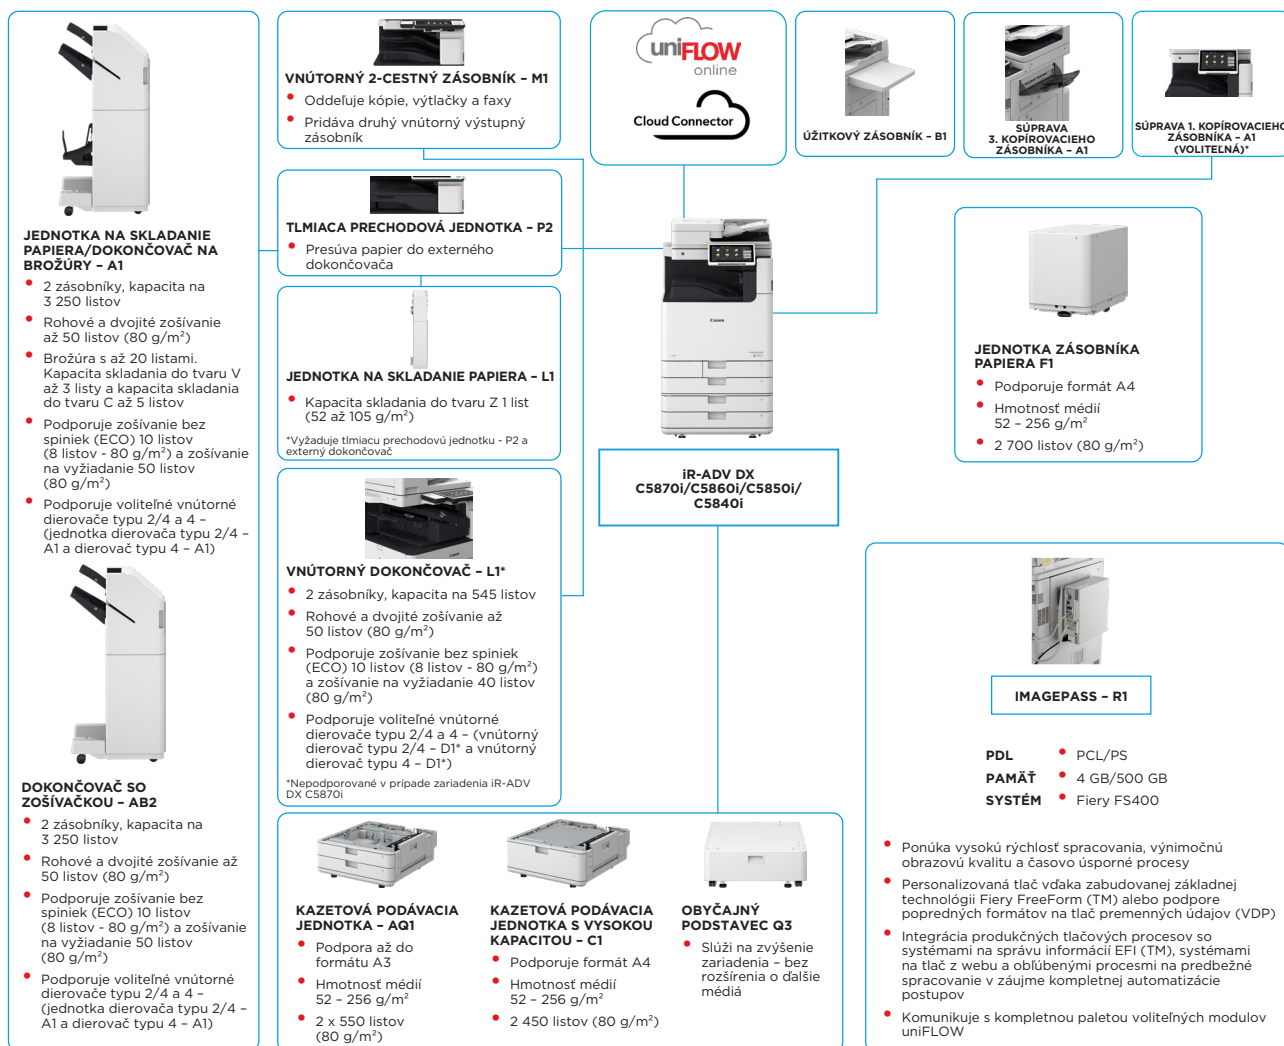 JEDNOTKA NA SKLADANIE
PAPIERA/DOKONČOVAČ NA
BROŽÚRY – A1
• 2 zásobníky, kapacita na
3 250 listov
• Rohové a dvojité zošívanie
až 50 listov (80 g/m²)
• Brožúra s až 20 listami.
Kapacita skladania do tvaru V
až 3 listy a kapacita skladania
do tvaru C až 5 listov
• Podporuje zošívanie bez
spiniek (ECO) 10 listov
(8 listov - 80 g/m²) a zošívanie
na vyžiadanie 50 listov
(80 g/m²)
• Podporuje voliteľné vnútorné
dierovače typu 2/4 a 4 –
(jednotka dierovača typu 2/4 –
A1 a dierovač typu 4 – A1)
DOKONČOVAČ SO
ZOŠÍVAČKOU – AB2
• 2 zásobníky, kapacita na
3 250 listov
• Rohové a dvojité zošívanie až
50 listov (80 g/m²)
• Podporuje zošívanie bez
spiniek (ECO) 10 listov
(8 listov - 80 g/m²) a zošívanie
na vyžiadanie 50 listov
(80 g/m²)
• Podporuje voliteľné vnútorné
dierovače typu 2/4 a 4 –
(jednotka dierovača typu 2/4 –
A1 a dierovač typu 4 – A1)
VNÚTORNÝ 2-CESTNÝ ZÁSOBNÍK – M1
• Oddeľuje kópie, výtlačky a faxy
• Pridáva druhý vnútorný výstupný
zásobník
TLMIACA PRECHODOVÁ JEDNOTKA – P2
• Presúva papier do externého
dokončovača
JEDNOTKA NA SKLADANIE PAPIERA – L1
• Kapacita skladania do tvaru Z 1 list
(52 až 105 g/m²)
*Vyžaduje tlmiacu prechodovú jednotku - P2 a
externý dokončovač
VNÚTORNÝ DOKONČOVAČ – L1*
• 2 zásobníky, kapacita na 545 listov
• Rohové a dvojité zošívanie až
50 listov (80 g/m²)
• Podporuje zošívanie bez spiniek
(ECO) 10 listov (8 listov - 80 g/m²)
a zošívanie na vyžiadanie 40 listov
(80 g/m²)
• Podporuje voliteľné vnútorné
dierovače typu 2/4 a 4 – (vnútorný
dierovač typu 2/4 – D1* a vnútorný
dierovač typu 4 – D1*)
*Nepodporované v prípade zariadenia iR-ADV
DX C5870i
uniFLOW
online
Cloud Connector
ÚŽITKOVÝ ZÁSOBNÍK – B1
SÚPRAVA
3. KOPÍROVACIEHO
ZÁSOBNÍKA – A1
SÚPRAVA 1. KOPÍROVACIEHO
ZÁSOBNÍKA – A1
(VOLITEĽNÁ)*
Canon
iR-ADV DX
C5870i/C5860i/C5850i/
C5840i
JEDNOTKA ZÁSOBNÍKA
PAPIERA F1
• Podporuje formát A4
• Hmotnosť médií
52 – 256 g/m²
• 2 700 listov (80 g/m²)
KAZETOVÁ PODÁVACIA
JEDNOTKA – AQ1
• Podpora až do
formátu A3
• Hmotnosť médií
52 – 256 g/m²
• 2 x 550 listov
(80 g/m²)
KAZETOVÁ PODÁVACIA
JEDNOTKA S VYSOKOU
KAPACITOU – C1
• Podporuje formát A4
• Hmotnosť médií
52 – 256 g/m²
• 2 450 listov (80 g/m²)
OBYČAJNÝ
PODSTAVEC Q3
• Slúži na zvýšenie
zariadenia – bez
rozšírenia o ďalšie
médiá
IMAGEPASS – R1
PDL • PCL/PS
PAMÄŤ • 4 GB/500 GB
SYSTÉM • Fiery FS400
• Ponúka vysokú rýchlosť spracovania, výnimočnú
obrazovú kvalitu a časovo úsporné procesy
• Personalizovaná tlač vďaka zabudovanej základnej
technológii Fiery FreeForm (TM) alebo podpore
popredných formátov na tlač premenných údajov (VDP)
• Integrácia produkčných tlačových procesov so
systémami na správu informácií EFI (TM), systémami
na tlač z webu a obľúbenými procesmi na predbežné
spracovanie v záujme kompletnej automatizácie
postupov
• Komunikuje s kompletnou paletou voliteľných modulov
uniFLOW